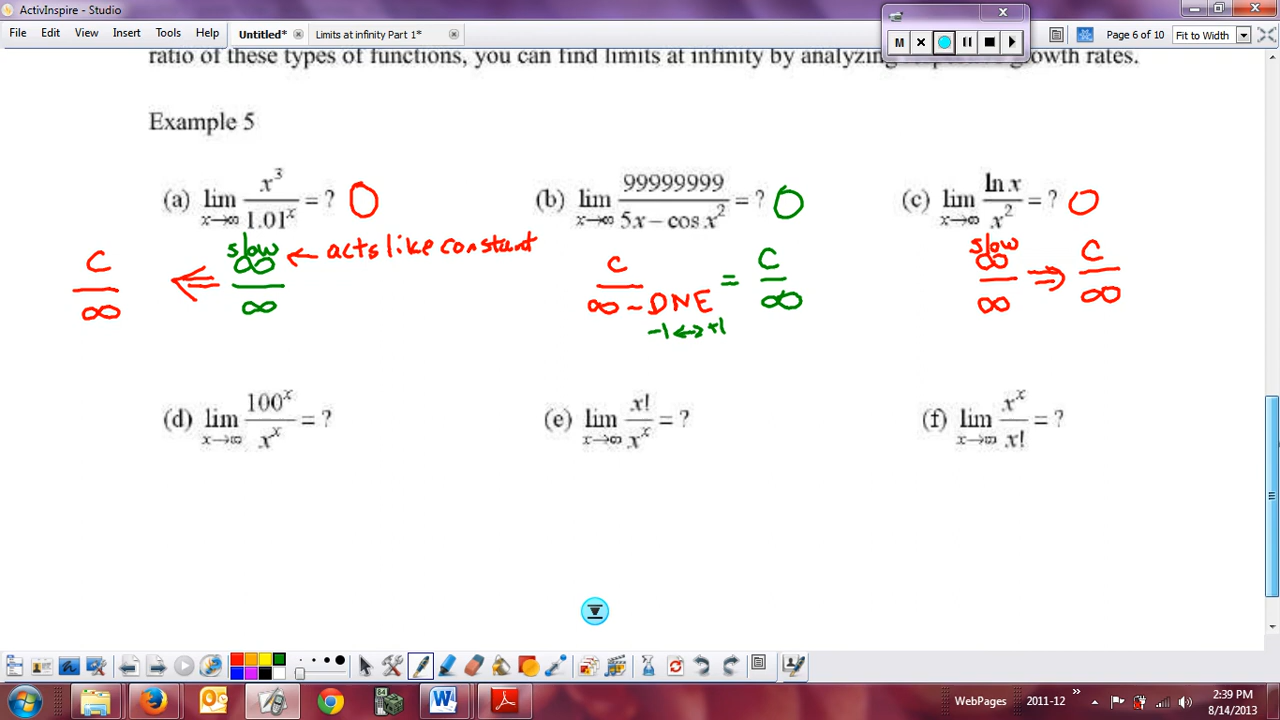 ActivInspire - Studio
File Edit View Insert Tools Help Untitled* Limits at infinity Part 1* Page 6 of 10 Fit to Width
M
ratio of these types of functions, you can find limits at infinity by analyzing growth rates.
Example 5
(a) lim x→∞ x³/1.01ˣ = ? 0
(b) lim x→∞ 99999999/(5x − cos x²) = ? 0
(c) lim x→∞ ln x/x² = ? 0
c/∞ ⇐ slow ∞/∞ ← acts like constant
c/(∞ − DNE) = c/∞
-1 ↔ +1
slow ∞/∞ ⇒ c/∞
(d) lim x→∞ 100ˣ/xˣ = ?
(e) lim x→∞ x!/xˣ = ?
(f) lim x→∞ xˣ/x! = ?
84
WebPages 2011-12 » 2:39 PM
8/14/2013